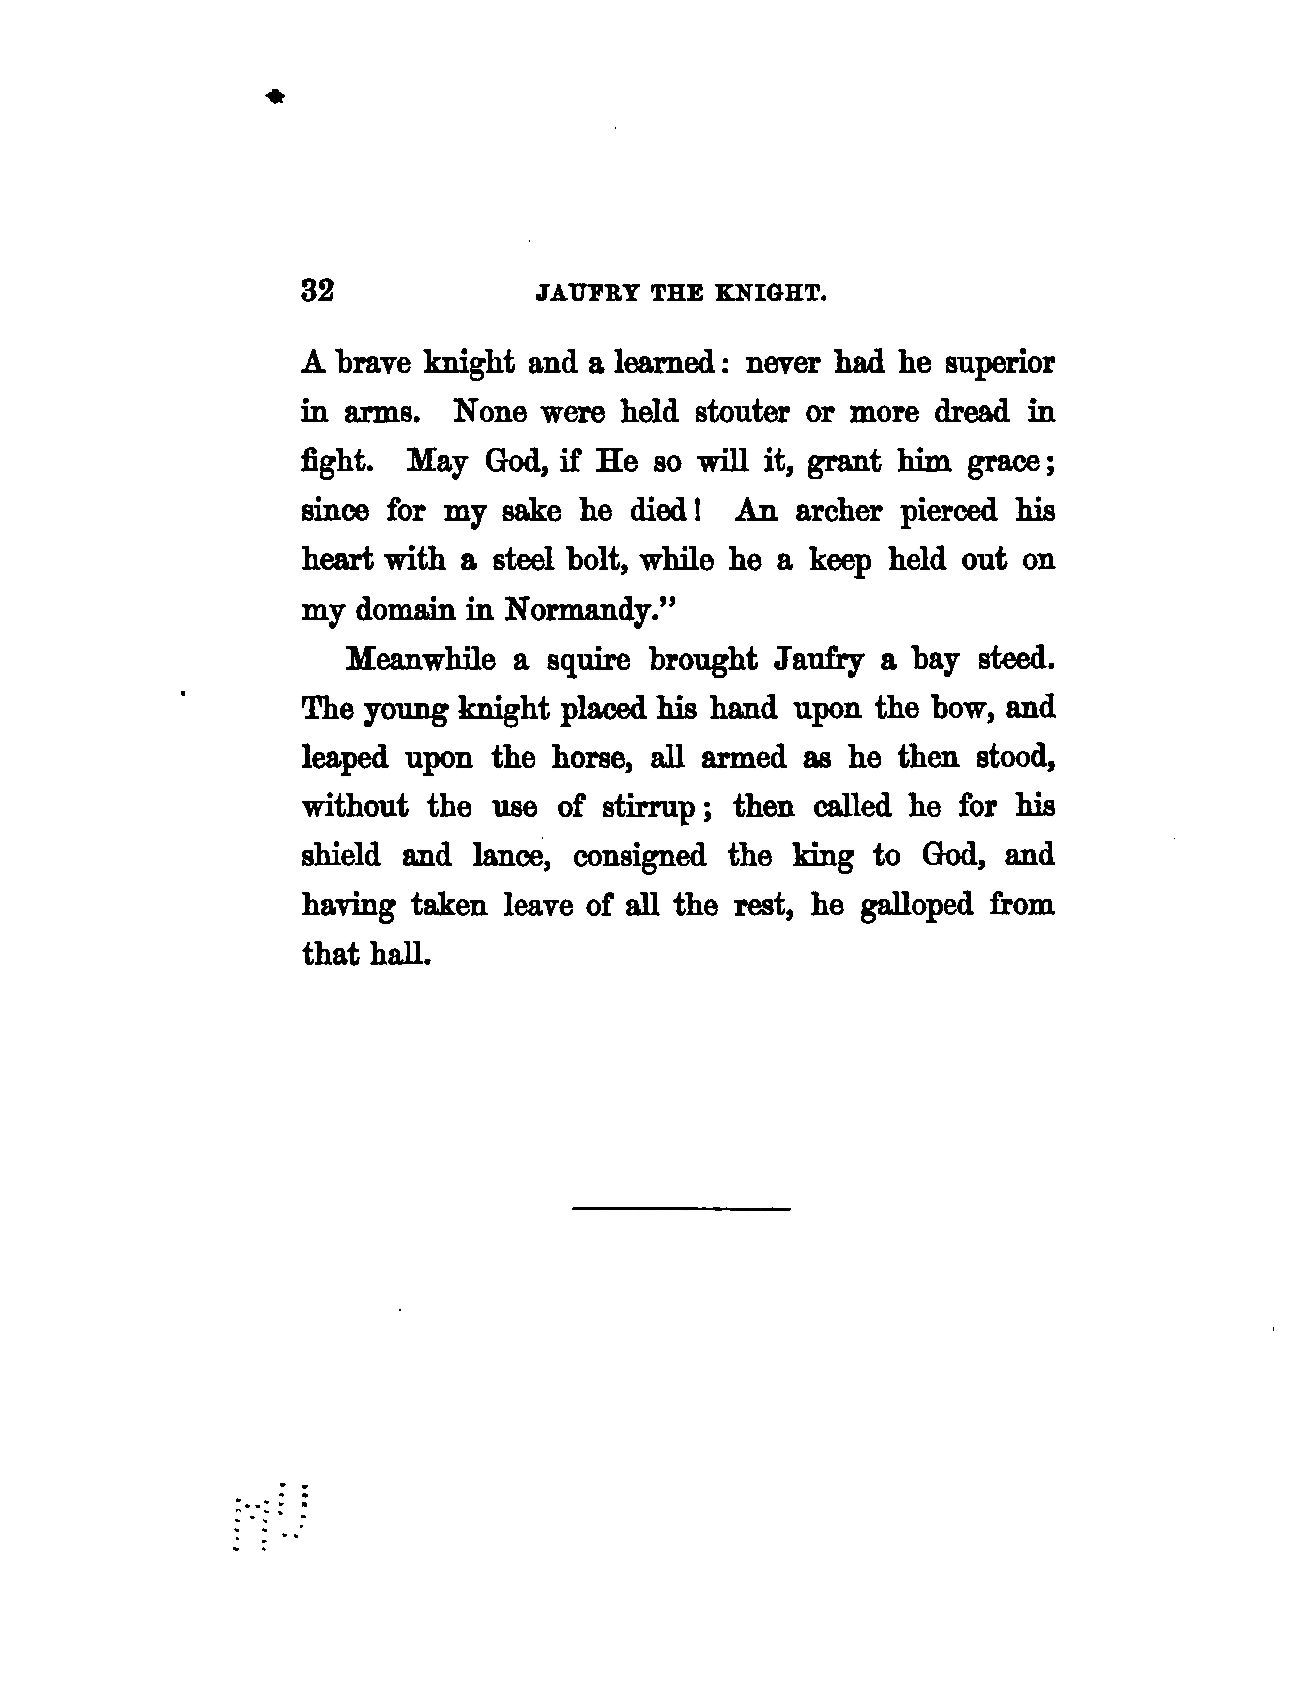 32 JAUFRY THE KNIGHT.
A brave knight and a learned: never had he superior
in arms. None were held stouter or more dread in
fight. May God, if He so will it, grant him grace;
since for my sake he died! An archer pierced his
heart with a steel bolt, while he a keep held out on
my domain in Normandy.”
Meanwhile a squire brought Jaufry a bay steed.
The young knight placed his hand upon the bow, and
leaped upon the horse, all armed as he then stood,
without the use of stirrup; then called he for his
shield and lance, consigned the king to God, and
having taken leave of all the rest, he galloped from
that hall.